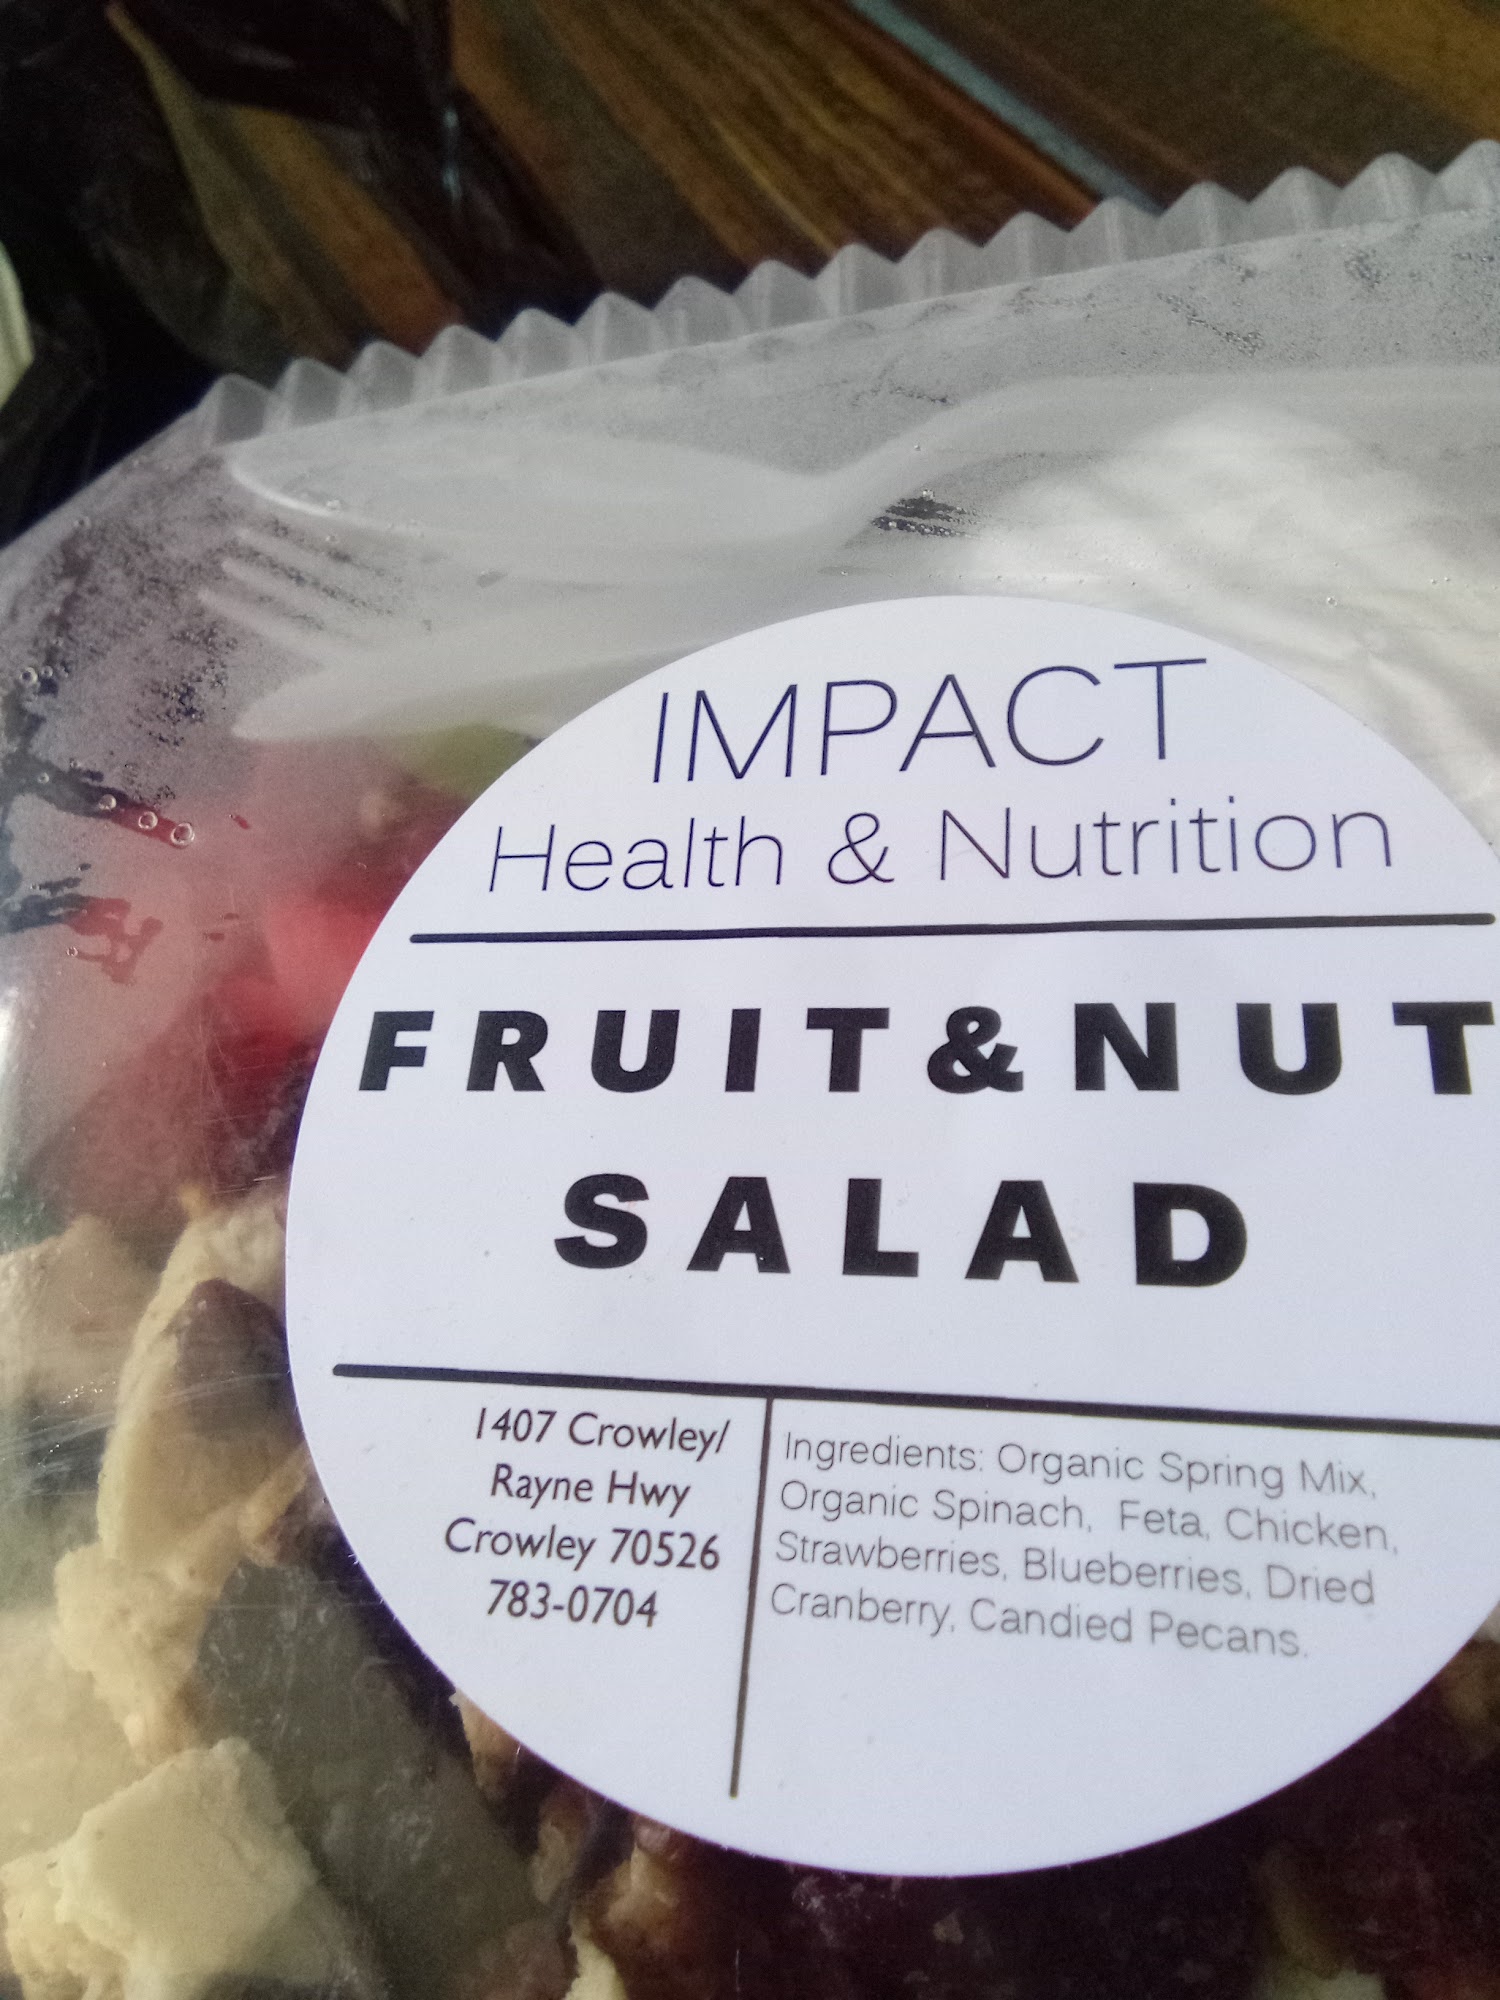 IMPACT
Health & Nutrition
FRUIT&NUT
SALAD
1407 Crowley/
Rayne Hwy
Crowley 70526
783-0704
Ingredients: Organic Spring Mix,
Organic Spinach, Feta, Chicken,
Strawberries, Blueberries, Dried
Cranberry, Candied Pecans.